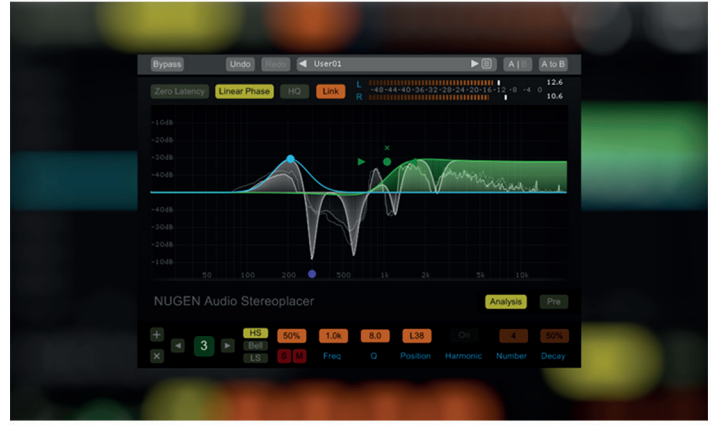 Bypass Undo Redo User01 B A | B A to B
Zero Latency Linear Phase HQ Link L -48-44-40-36-32-28-24-20-16-12 -8 -4 0 12.6
R 10.6
-10dB
-20dB
-30dB
-40dB
-40dB
-30dB
-20dB
-10dB
50 100 200 500 1k 2k 5k 10k
NUGEN Audio Stereoplacer Analysis Pre
3 HS 50% 1.0k 8.0 L38 On 4 50%
Bell
LS S M Freq Q Position Harmonic Number Decay